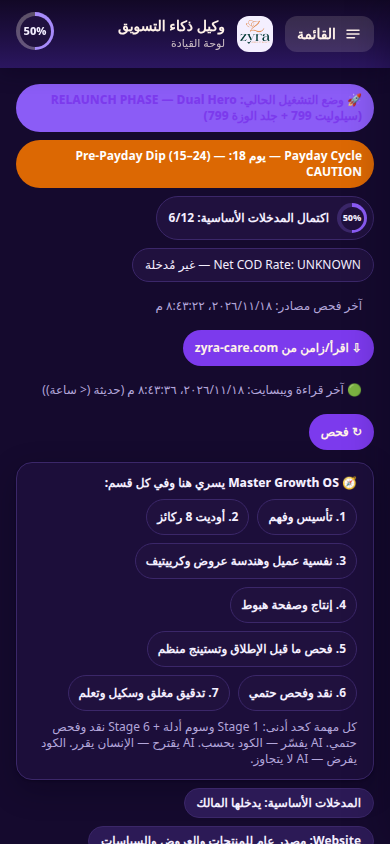 القائمة
zyra
وكيل ذكاء التسويق
لوحة القيادة
50%
🚀 وضع التشغيل الحالي: RELAUNCH PHASE — Dual Hero
(سيلوليت 799 + جلد الوزة 799)
Payday Cycle — يوم 18: Pre-Payday Dip (15–24) —
CAUTION
50%
اكتمال المدخلات الأساسية: 6/12
Net COD Rate: UNKNOWN — غير مُدخلة
آخر فحص مصادر: ٢٠٢٦/١١/١٨، ٨:٤٣:٢٢ م
⇩ اقرأ/زامن من zyra-care.com
🟢 آخر قراءة ويبسايت: ٢٠٢٦/١١/١٨، ٨:٤٣:٣٦ م (حديثة (< ساعة))
↻ فحص
🧭 Master Growth OS يسري هنا وفي كل قسم:
1. تأسيس وفهم
2. أوديت 8 ركائز
3. نفسية عميل وهندسة عروض وكرييتيف
4. إنتاج وصفحة هبوط
5. فحص ما قبل الإطلاق وتستينج منظم
6. نقد وفحص حتمي
7. تدقيق مغلق وسكيل وتعلم
كل مهمة كحد أدنى: Stage 1 وسوم أدلة + Stage 6 نقد وفحص
حتمي. AI يفسّر — الكود يحسب. AI يقترح — الإنسان يقرر. الكود
يفرض — AI لا يتجاوز.
المدخلات الأساسية: يدخلها المالك
Website: مصدر عام للمنتجات والعروض والسياسات